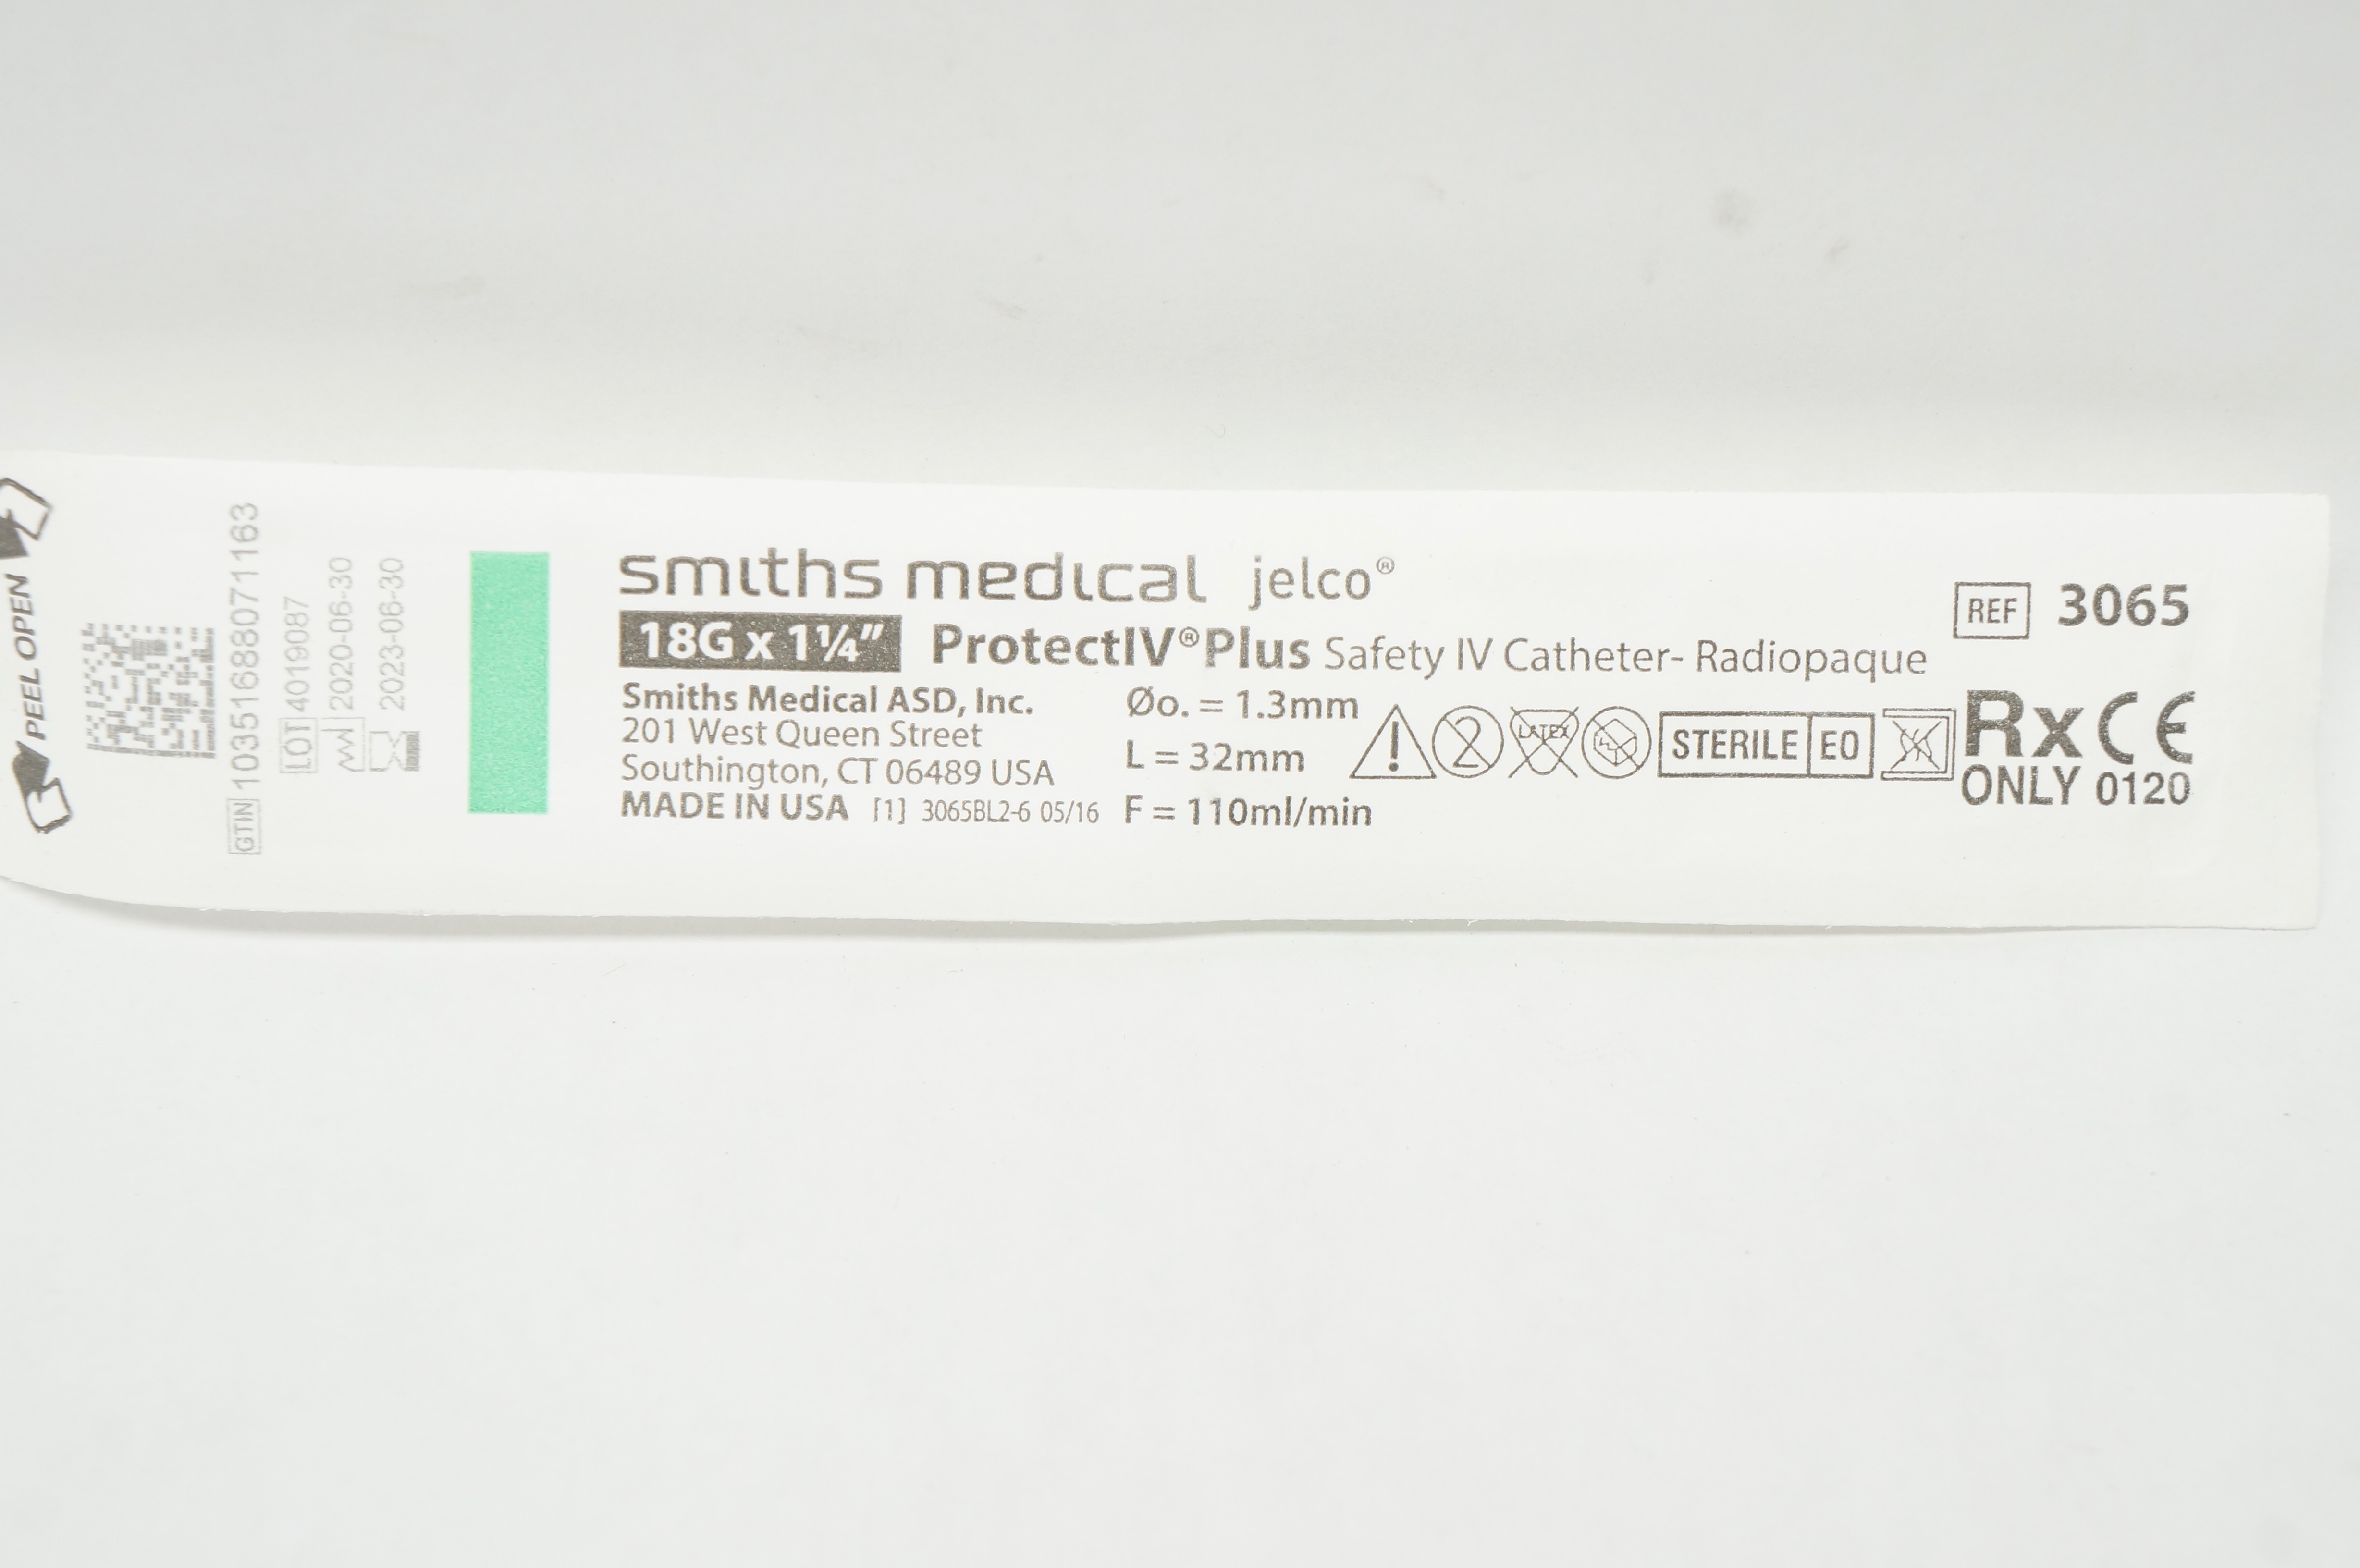 PEEL OPEN
GTIN 10351688071163
LOT 4019087
2020-06-30
2023-06-30
smiths medical jelco®
18G x 1¼" ProtectIV®Plus Safety IV Catheter- Radiopaque
REF 3065
Smiths Medical ASD, Inc.
201 West Queen Street
Southington, CT 06489 USA
MADE IN USA [1] 3065BL2-6 05/16
Øo. = 1.3mm
L = 32mm
F = 110ml/min
2
LATEX
STERILE EO
Rx CE
ONLY 0120